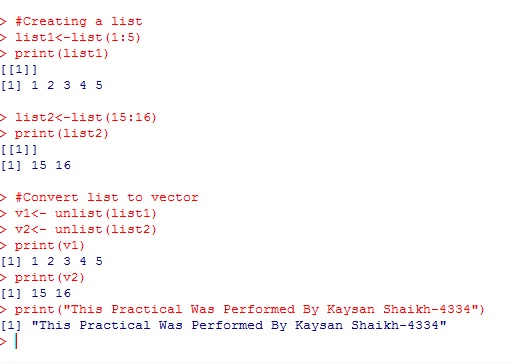 > #Creating a list
> list1<-list(1:5)
> print(list1)
[[1]]
[1] 1 2 3 4 5

> list2<-list(15:16)
> print(list2)
[[1]]
[1] 15 16

> #Convert list to vector
> v1<- unlist(list1)
> v2<- unlist(list2)
> print(v1)
[1] 1 2 3 4 5
> print(v2)
[1] 15 16
> print("This Practical Was Performed By Kaysan Shaikh-4334")
[1] "This Practical Was Performed By Kaysan Shaikh-4334"
>